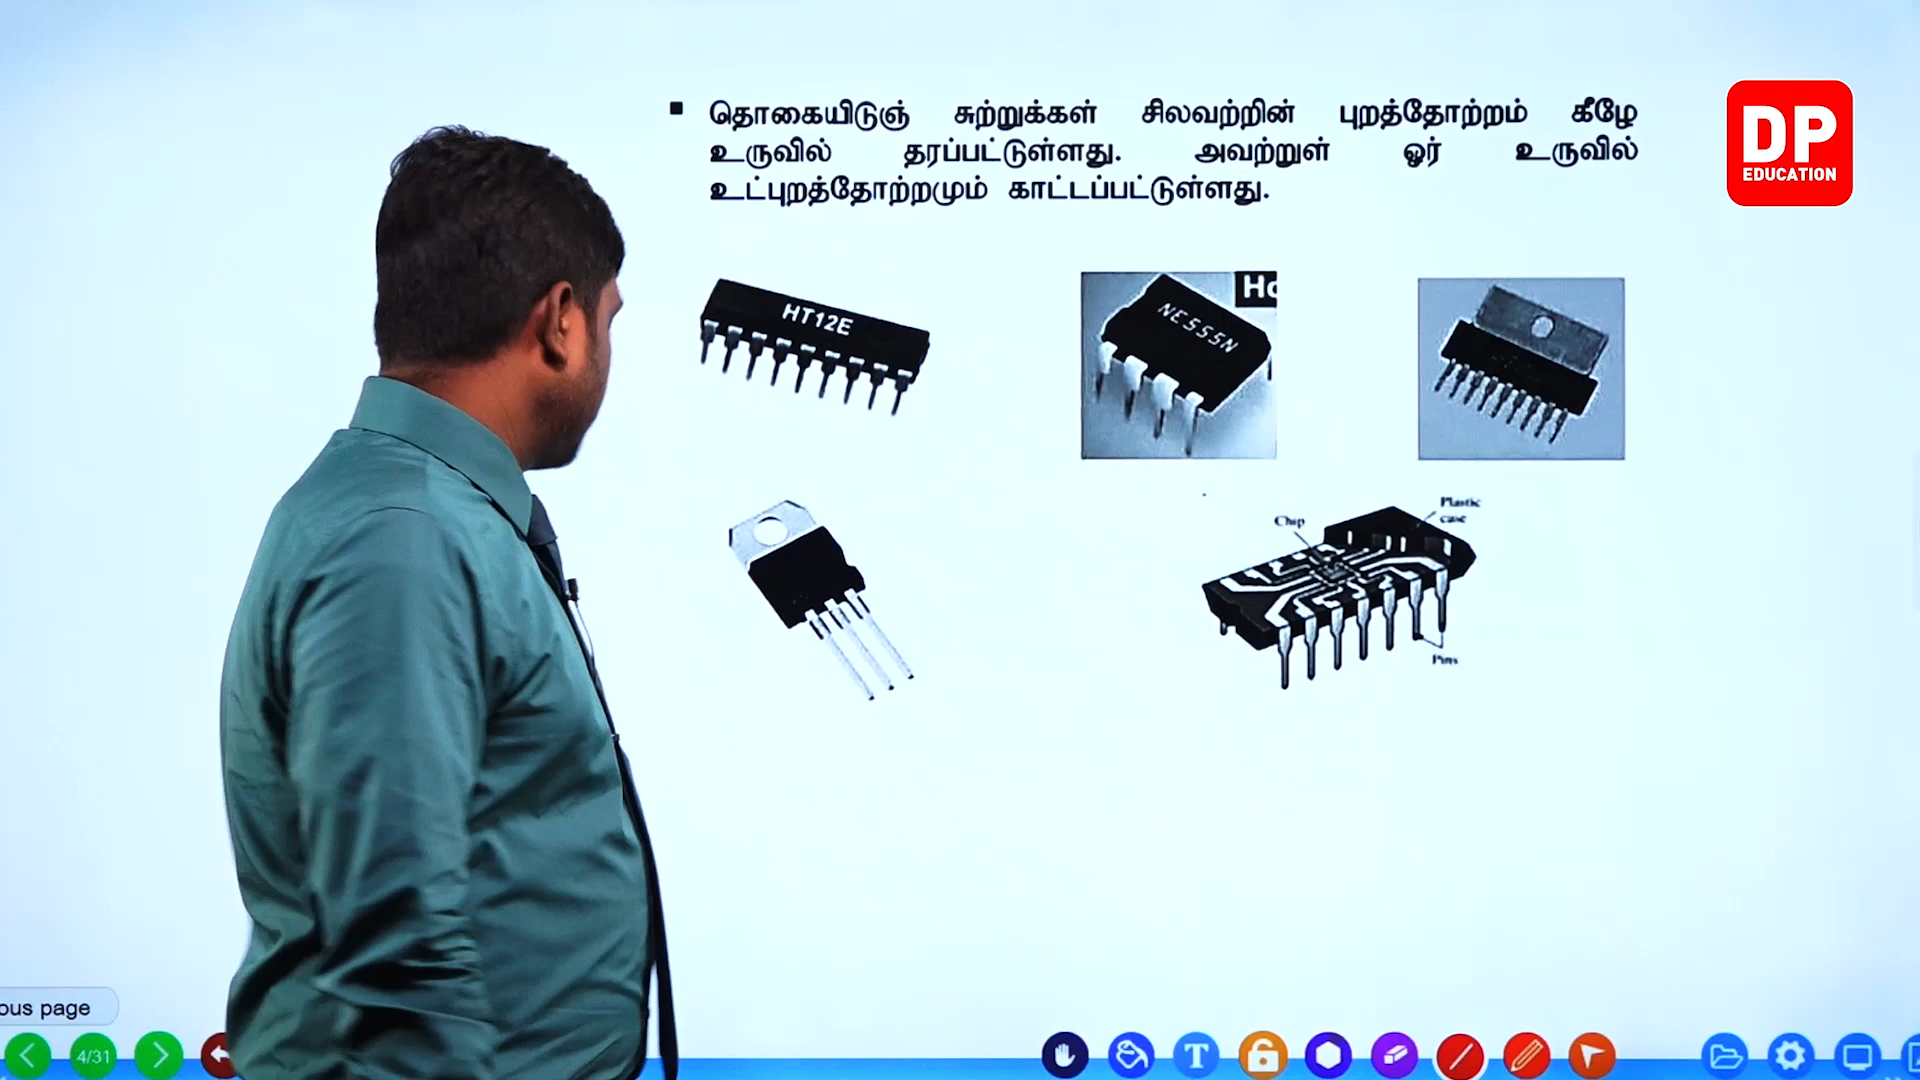 ▪ தொகையிடுஞ் சுற்றுக்கள் சிலவற்றின் புறத்தோற்றம் கீழே
உருவில் தரப்பட்டுள்ளது. அவற்றுள் ஓர் உருவில்
உட்புறத்தோற்றமும் காட்டப்பட்டுள்ளது.
DP
EDUCATION
HT12E
NE555N
Ho
Chip
Plastic
case
Pins
ous page
4/31
T